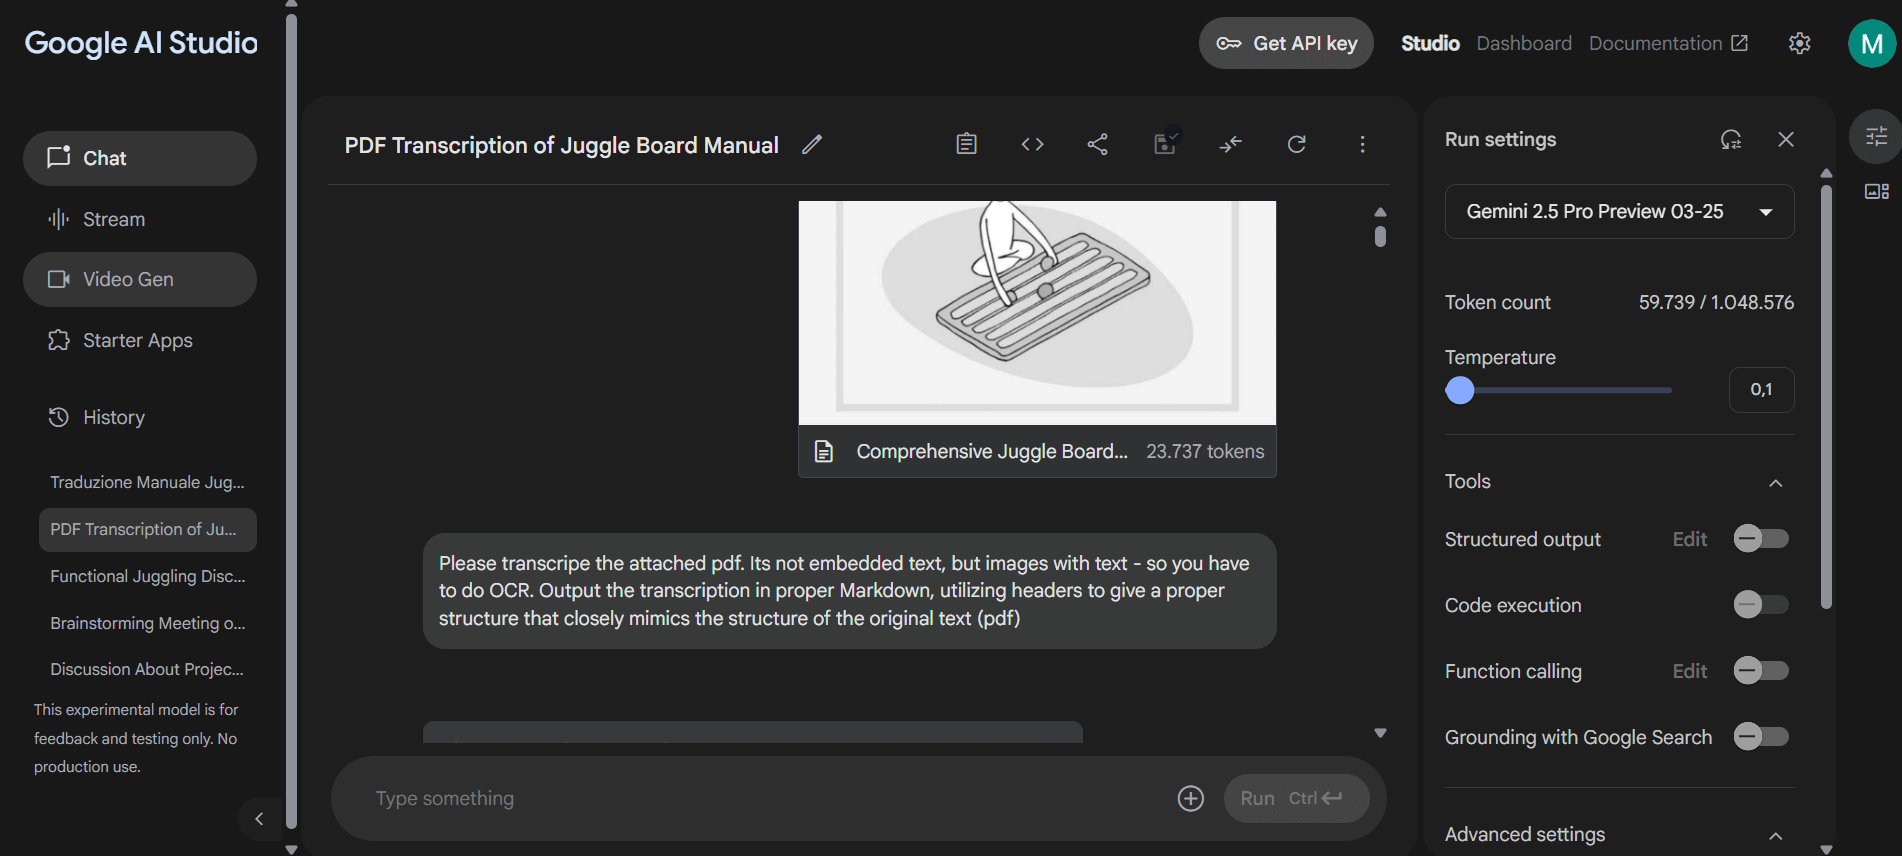 Google AI Studio
Get API key
Studio
Dashboard
Documentation
M
Chat
Stream
Video Gen
Starter Apps
History
Traduzione Manuale Jug...
PDF Transcription of Ju...
Functional Juggling Disc...
Brainstorming Meeting o...
Discussion About Projec...
This experimental model is for
feedback and testing only. No
production use.
PDF Transcription of Juggle Board Manual
Comprehensive Juggle Board... 23.737 tokens
Please transcripe the attached pdf. Its not embedded text, but images with text - so you have
to do OCR. Output the transcription in proper Markdown, utilizing headers to give a proper
structure that closely mimics the structure of the original text (pdf)
Type something
Run Ctrl
Run settings
Gemini 2.5 Pro Preview 03-25
Token count 59.739 / 1.048.576
Temperature
0,1
Tools
Structured output Edit
Code execution
Function calling Edit
Grounding with Google Search
Advanced settings